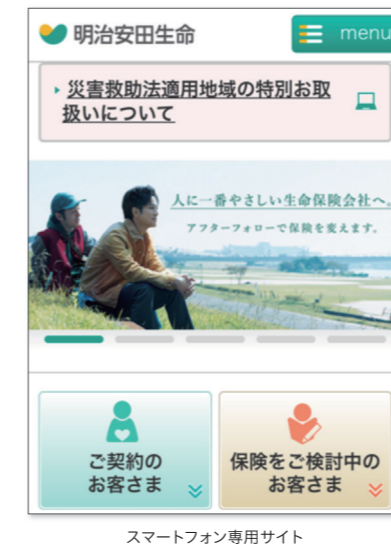 明治安田生命
menu
災害救助法適用地域の特別お取
扱いについて
人に一番やさしい生命保険会社へ。
アフターフォローで保険を変えます。
ご契約の
お客さま
保険をご検討中の
お客さま
スマートフォン専用サイト